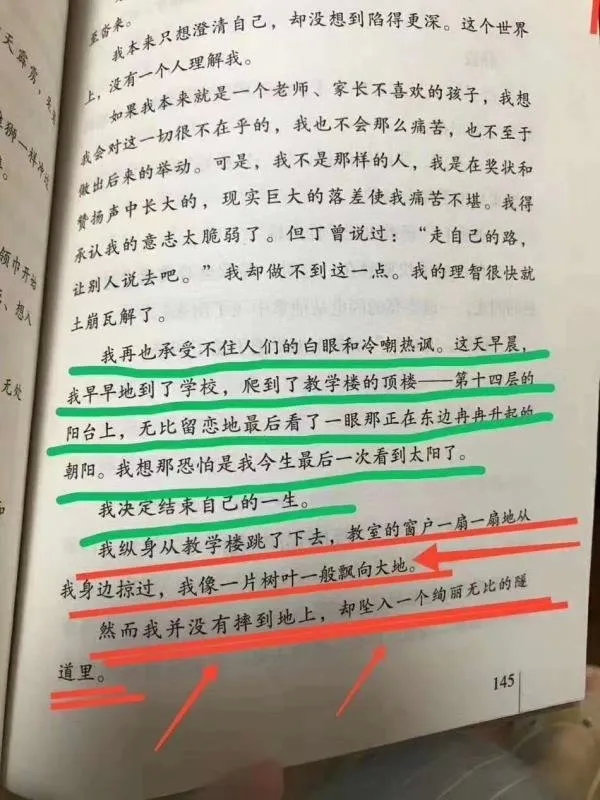 至沓来。
我本来只想澄清自己，却没想到陷得更深。这个世界
上，没有一个人理解我。
如果我本来就是一个老师、家长不喜欢的孩子，我想
我会对这一切很不在乎的，我也不会那么痛苦，也不至于
做出后来的举动。可是，我不是那样的人，我是在奖状和
赞扬声中长大的，现实巨大的落差使我痛苦不堪。我得
承认我的意志太脆弱了。但丁曾说过：“走自己的路，
让别人说去吧。”我却做不到这一点。我的理智很快就
土崩瓦解了。
我再也承受不住人们的白眼和冷嘲热讽。这天早晨，
我早早地到了学校，爬到了教学楼的顶楼——第十四层的
阳台上，无比留恋地最后看了一眼那正在东边冉冉升起的
朝阳。我想那恐怕是我今生最后一次看到太阳了。
我决定结束自己的一生。
我纵身从教学楼跳了下去，教室的窗户一扇一扇地从
我身边掠过，我像一片树叶一般飘向大地。
然而我并没有摔到地上，却坠入一个绚丽无比的隧
道里。
145
天霹雳，
狮一样冲过
领巾开始
、想入
无处